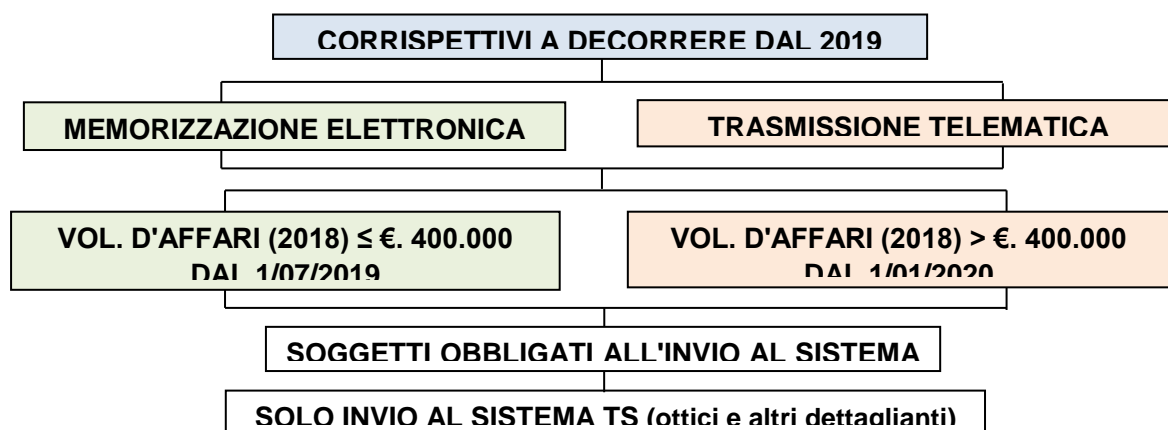 CORRISPETTIVI A DECORRERE DAL 2019
MEMORIZZAZIONE ELETTRONICA
TRASMISSIONE TELEMATICA
VOL. D'AFFARI (2018) ≤ €. 400.000
DAL 1/07/2019
VOL. D'AFFARI (2018) > €. 400.000
DAL 1/01/2020
SOGGETTI OBBLIGATI ALL'INVIO AL SISTEMA
SOLO INVIO AL SISTEMA TS (ottici e altri dettaglianti)